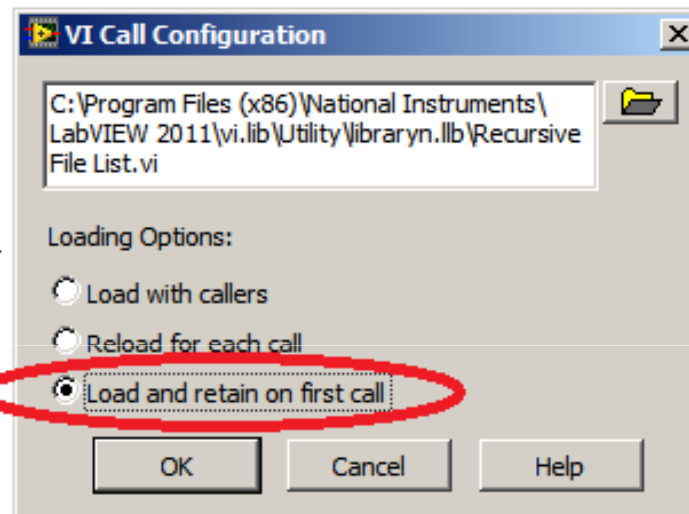 VI Call Configuration
C:\Program Files (x86)\National Instruments\
LabVIEW 2011\vi.lib\Utility\libraryn.llb\Recursive
File List.vi
Loading Options:
Load with callers
Reload for each call
Load and retain on first call
OK Cancel Help